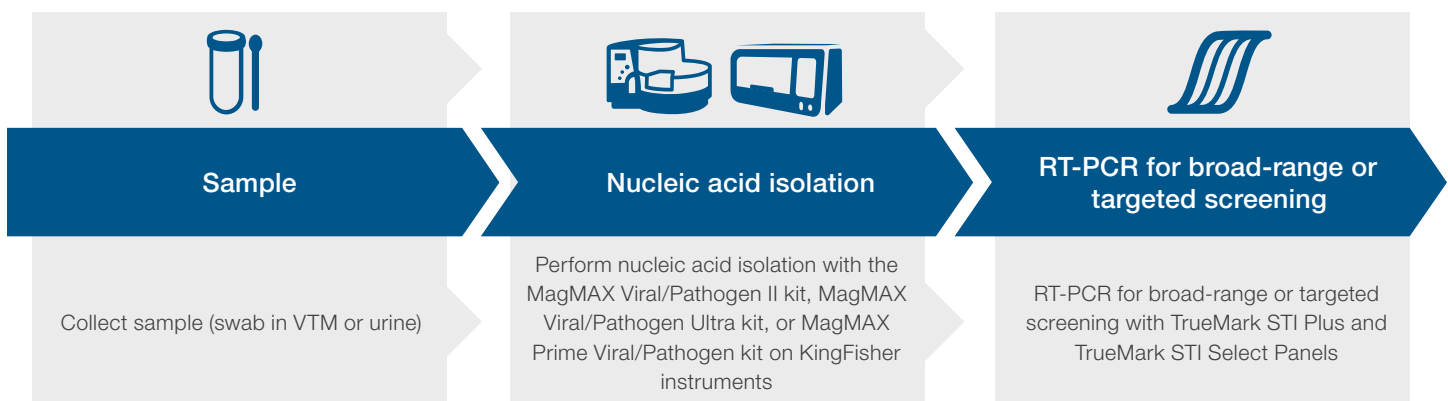 Sample
Nucleic acid isolation
RT-PCR for broad-range or
targeted screening
Collect sample (swab in VTM or urine)
Perform nucleic acid isolation with the
MagMAX Viral/Pathogen II kit, MagMAX
Viral/Pathogen Ultra kit, or MagMAX
Prime Viral/Pathogen kit on KingFisher
instruments
RT-PCR for broad-range or targeted
screening with TrueMark STI Plus and
TrueMark STI Select Panels